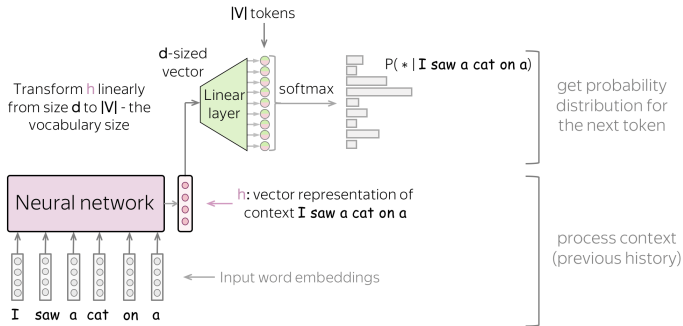 |V| tokens
d-sized
vector
P( * | I saw a cat on a)
Transform h linearly
from size d to |V| - the
vocabulary size
Linear
layer
softmax
get probability
distribution for
the next token
Neural network
h: vector representation of
context I saw a cat on a
process context
(previous history)
Input word embeddings
I saw a cat on a